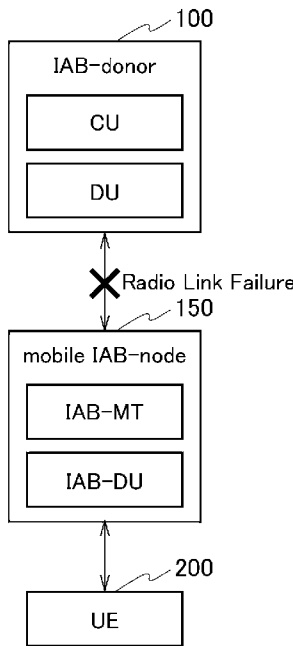 100
IAB-donor
CU
DU
Radio Link Failure
150
mobile IAB-node
IAB-MT
IAB-DU
200
UE